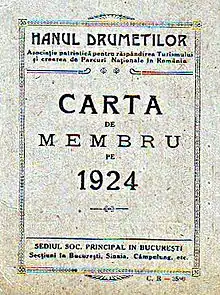 HANUL DRUMEȚILOR
Asociație patriotică pentru răspândirea Turismului
și crearea de Parcuri Naționale în România
CARTA
DE
MEMBRU
PE
1924
SEDIUL SOC. PRINCIPAL IN BUCUREȘTI
Secțiuni în București, Sinaia, Câmpulung, etc.